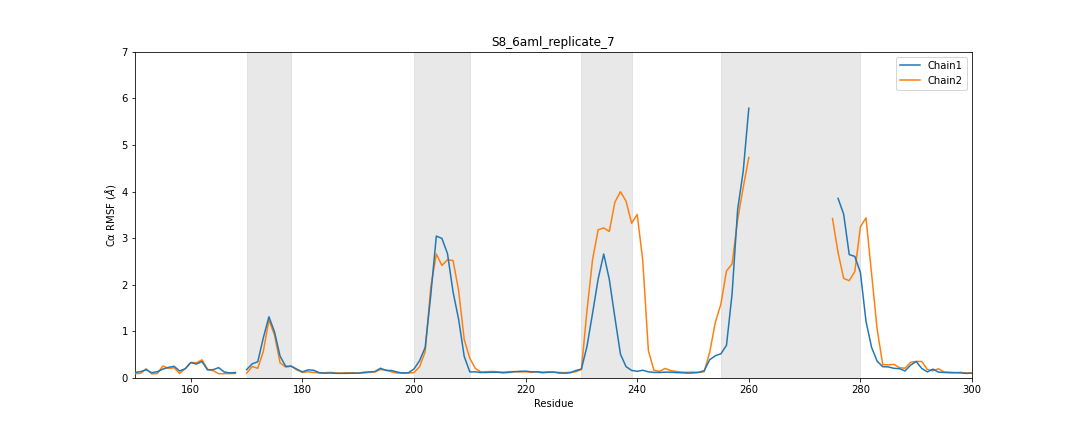 S8_6aml_replicate_7
Chain1
Chain2
Cα RMSF (Å)
7
6
5
4
3
2
1
0
160 180 200 220 240 260 280 300
Residue